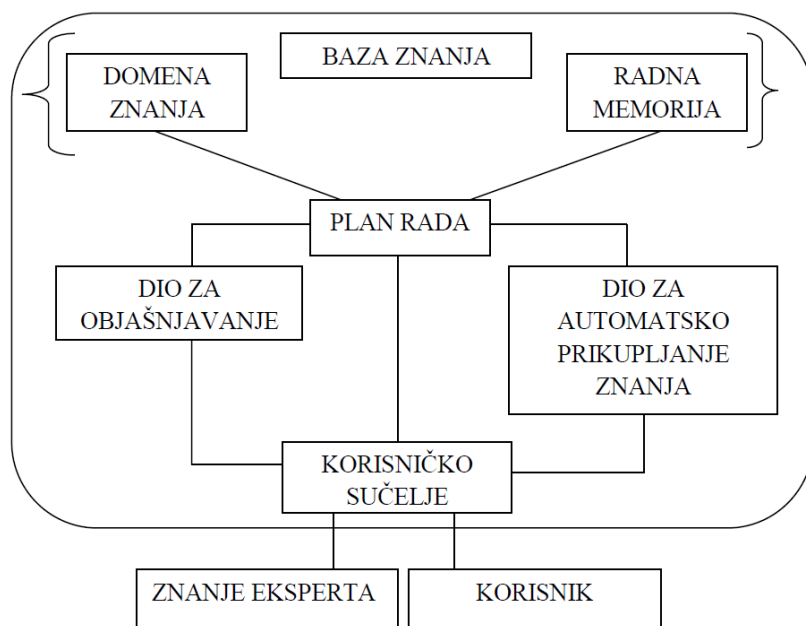 BAZA ZNANJA
DOMENA
ZNANJA
RADNA
MEMORIJA
PLAN RADA
DIO ZA
OBJAŠNJAVANJE
DIO ZA
AUTOMATSKO
PRIKUPLJANJE
ZNANJA
KORISNIČKO
SUČELJE
ZNANJE EKSPERTA
KORISNIK